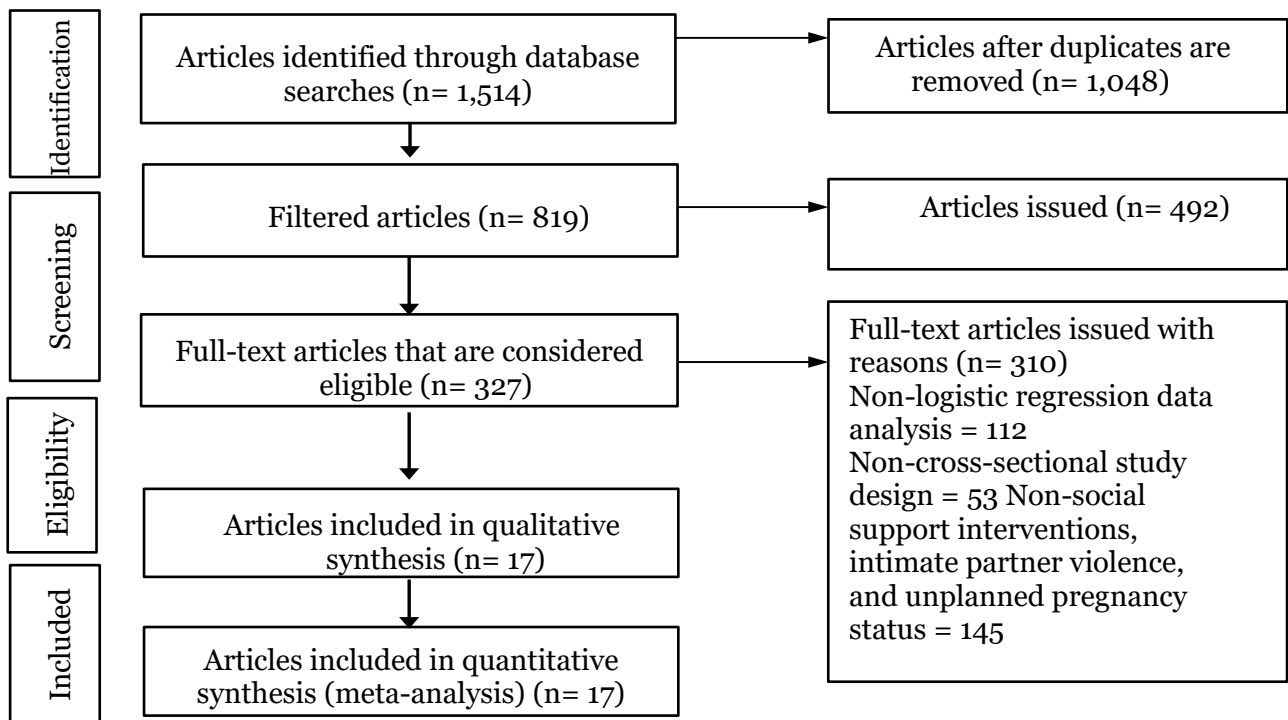 Identification
Articles identified through database
searches (n= 1,514)
Articles after duplicates are
removed (n= 1,048)
Screening
Filtered articles (n= 819)
Articles issued (n= 492)
Full-text articles that are considered
eligible (n= 327)
Full-text articles issued with
reasons (n= 310)
Non-logistic regression data
analysis = 112
Non-cross-sectional study
design = 53 Non-social
support interventions,
intimate partner violence,
and unplanned pregnancy
status = 145
Eligibility
Articles included in qualitative
synthesis (n= 17)
Included
Articles included in quantitative
synthesis (meta-analysis) (n= 17)